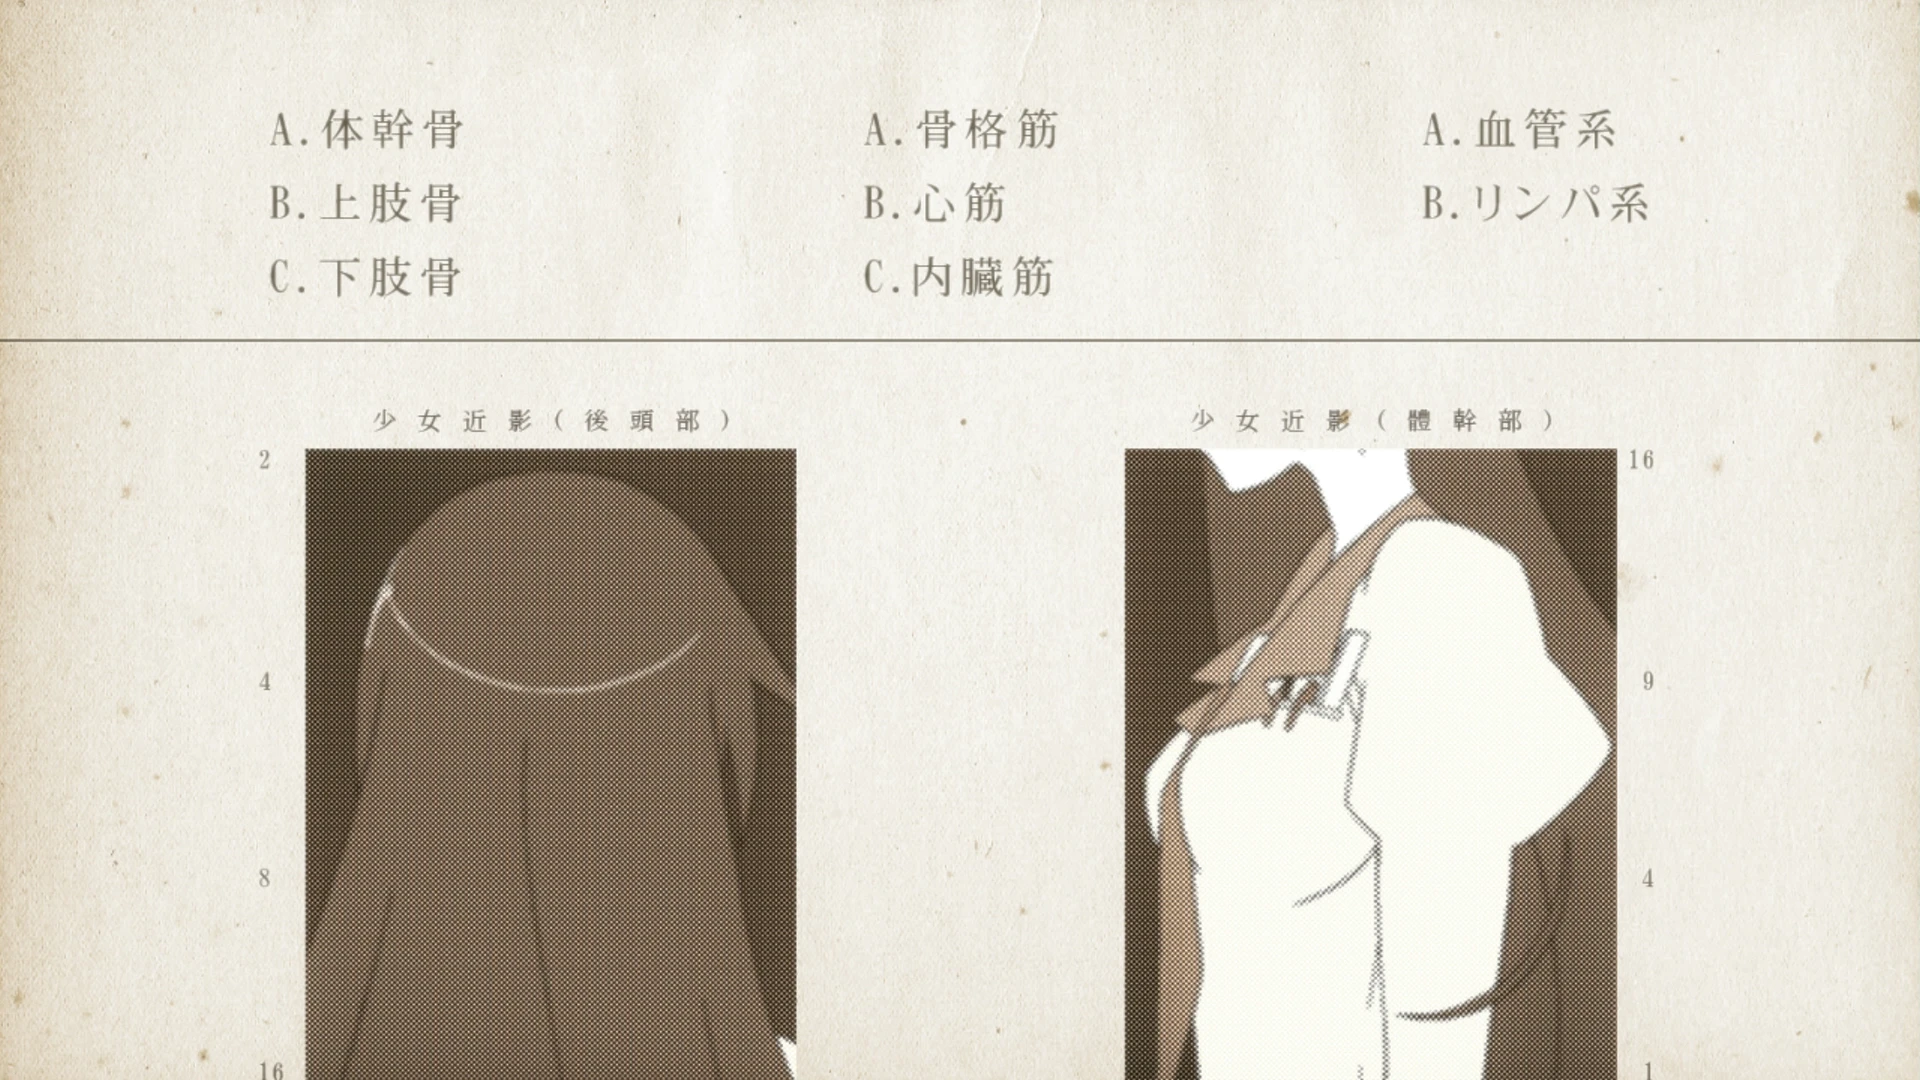 A.体幹骨
B.上肢骨
C.下肢骨
A.骨格筋
B.心筋
C.内臓筋
A.血管系
B.リンパ系
少女近影(後頭部)
2
4
8
16
少女近影(體幹部)
16
9
4
1